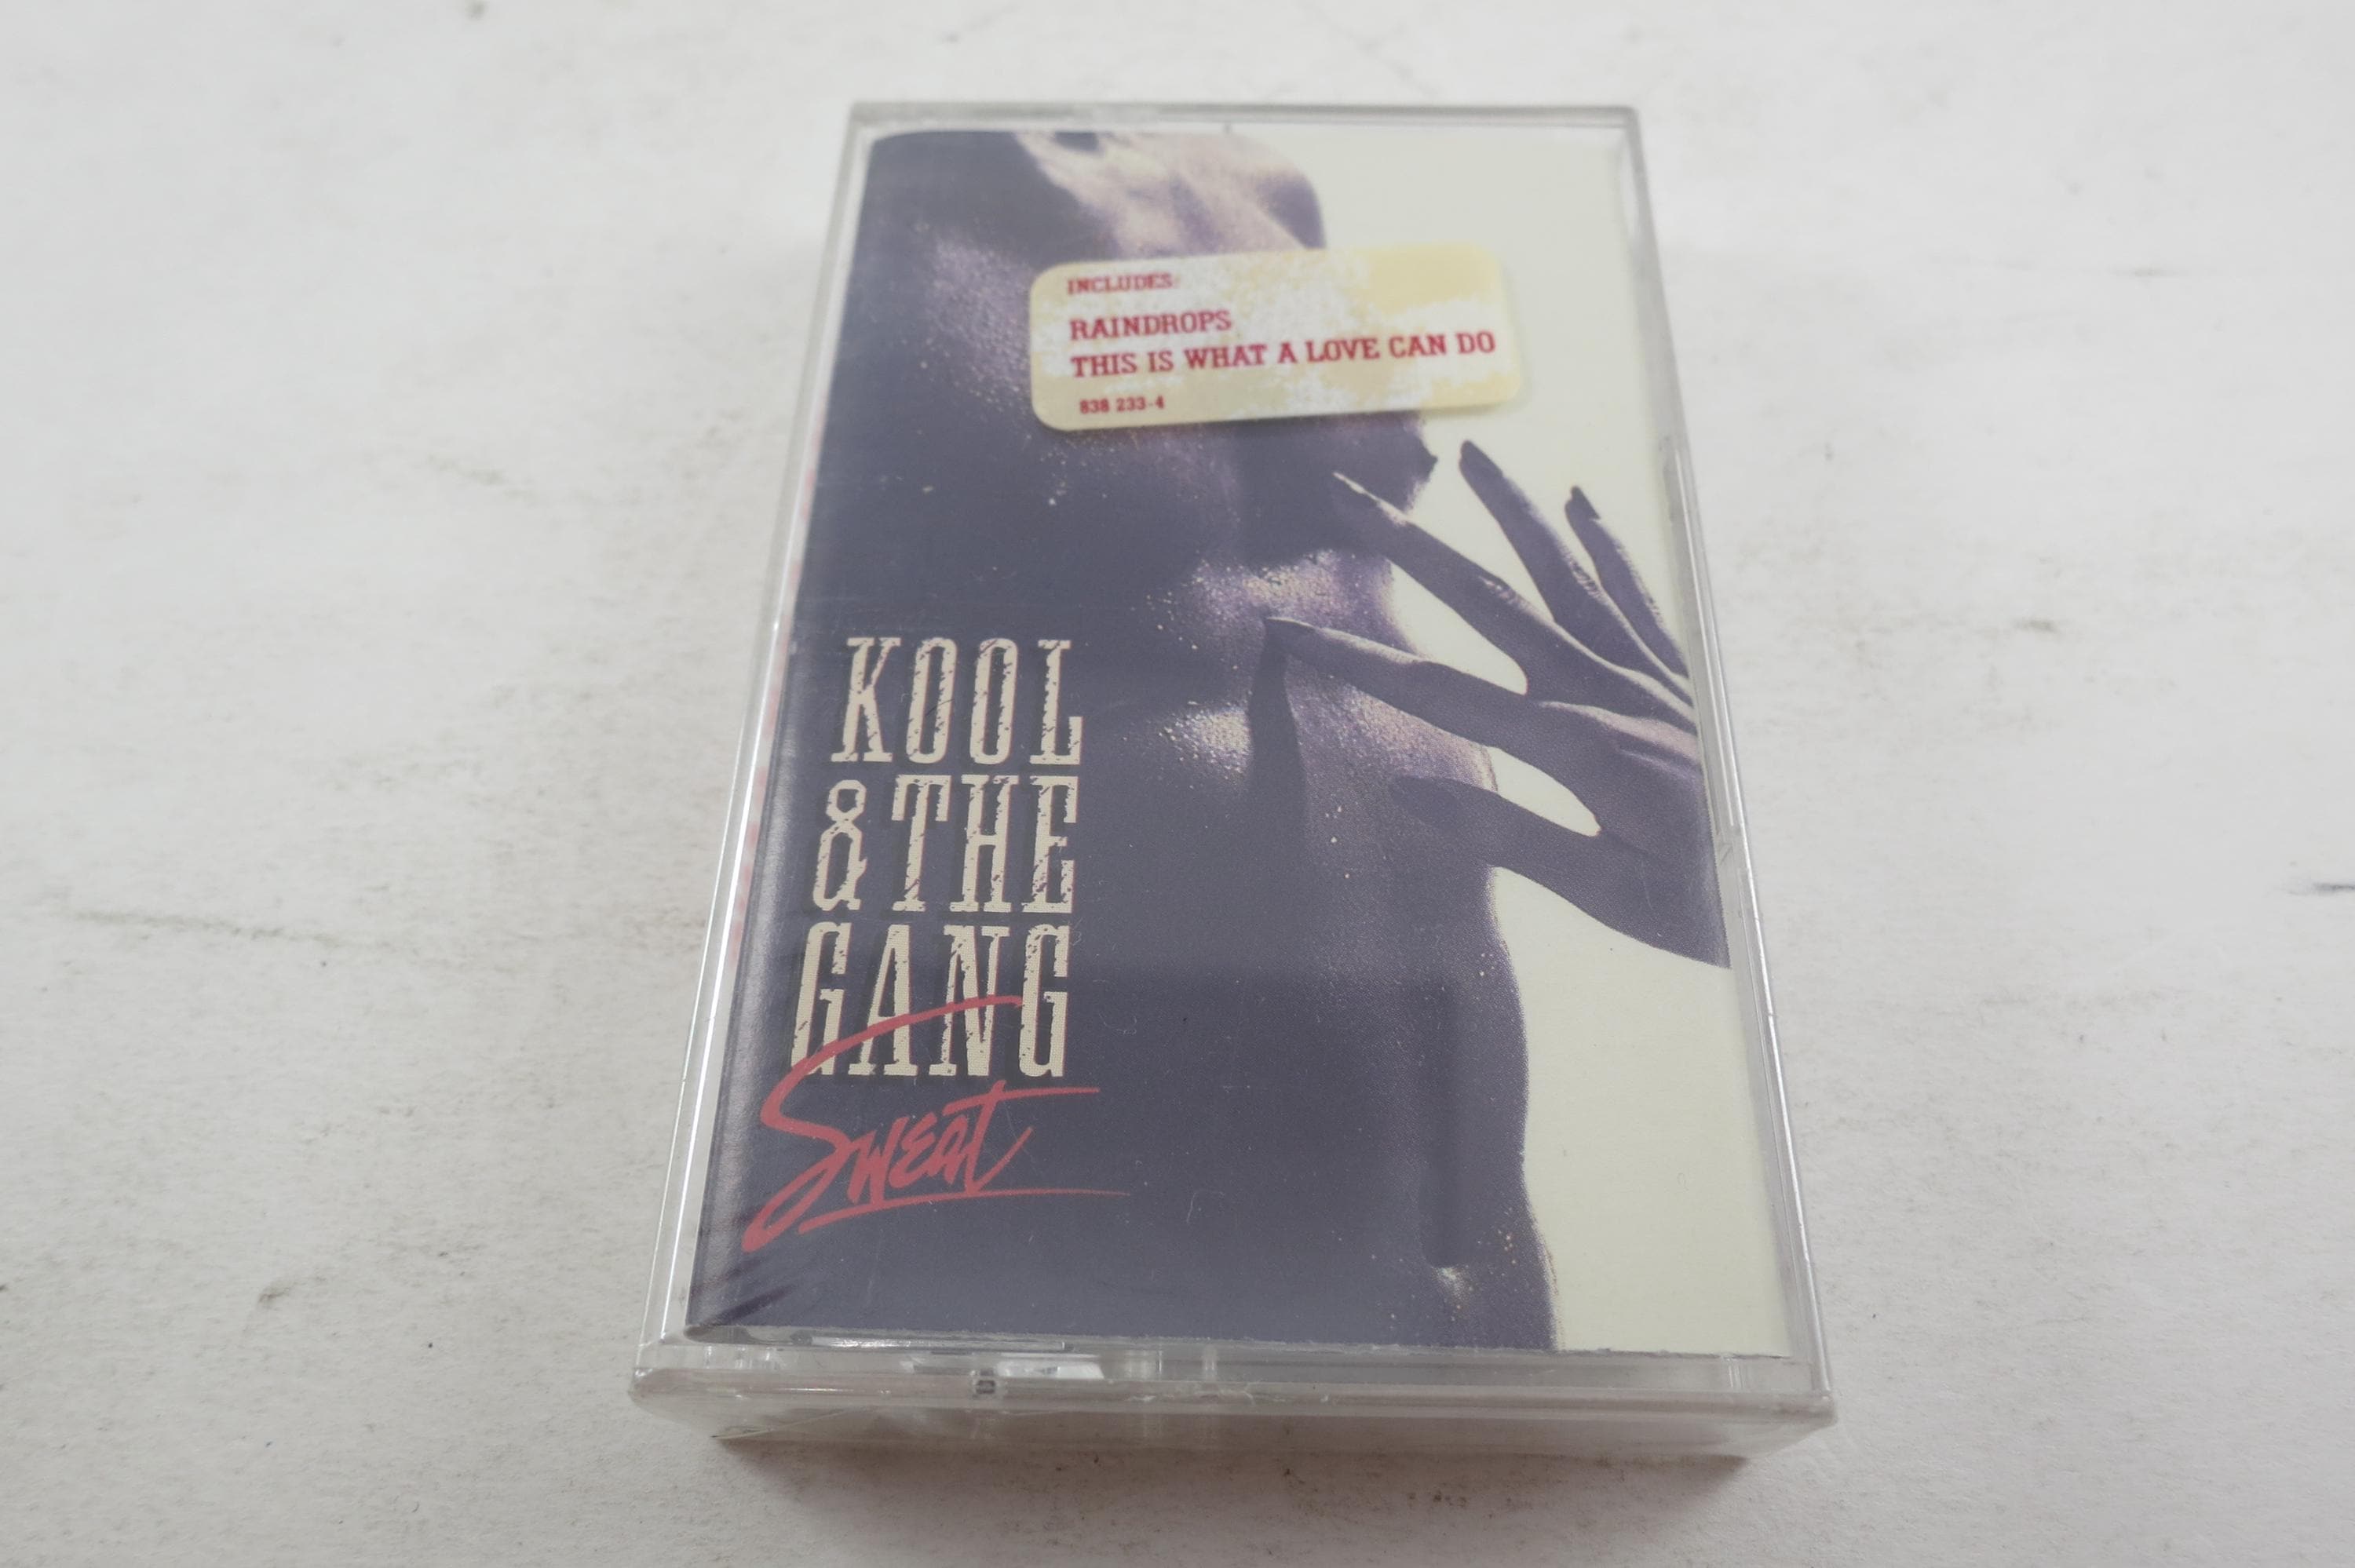 INCLUDES:
RAINDROPS
THIS IS WHAT A LOVE CAN DO
838 233-4
KOOL
& THE
GANG
Sweat